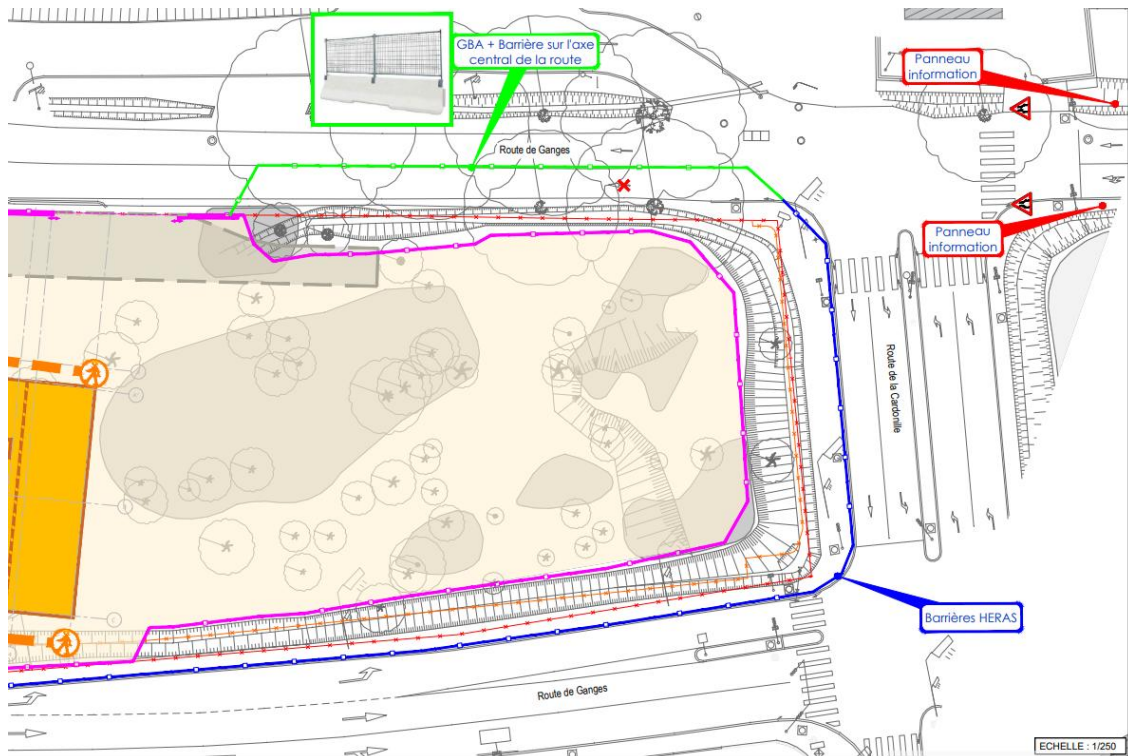 GBA + Barrière sur l'axe
central de la route
Panneau
information
Route de Ganges
Panneau
information
Route de la Cardonille
Barrières HERAS
Route de Ganges
ECHELLE : 1/250